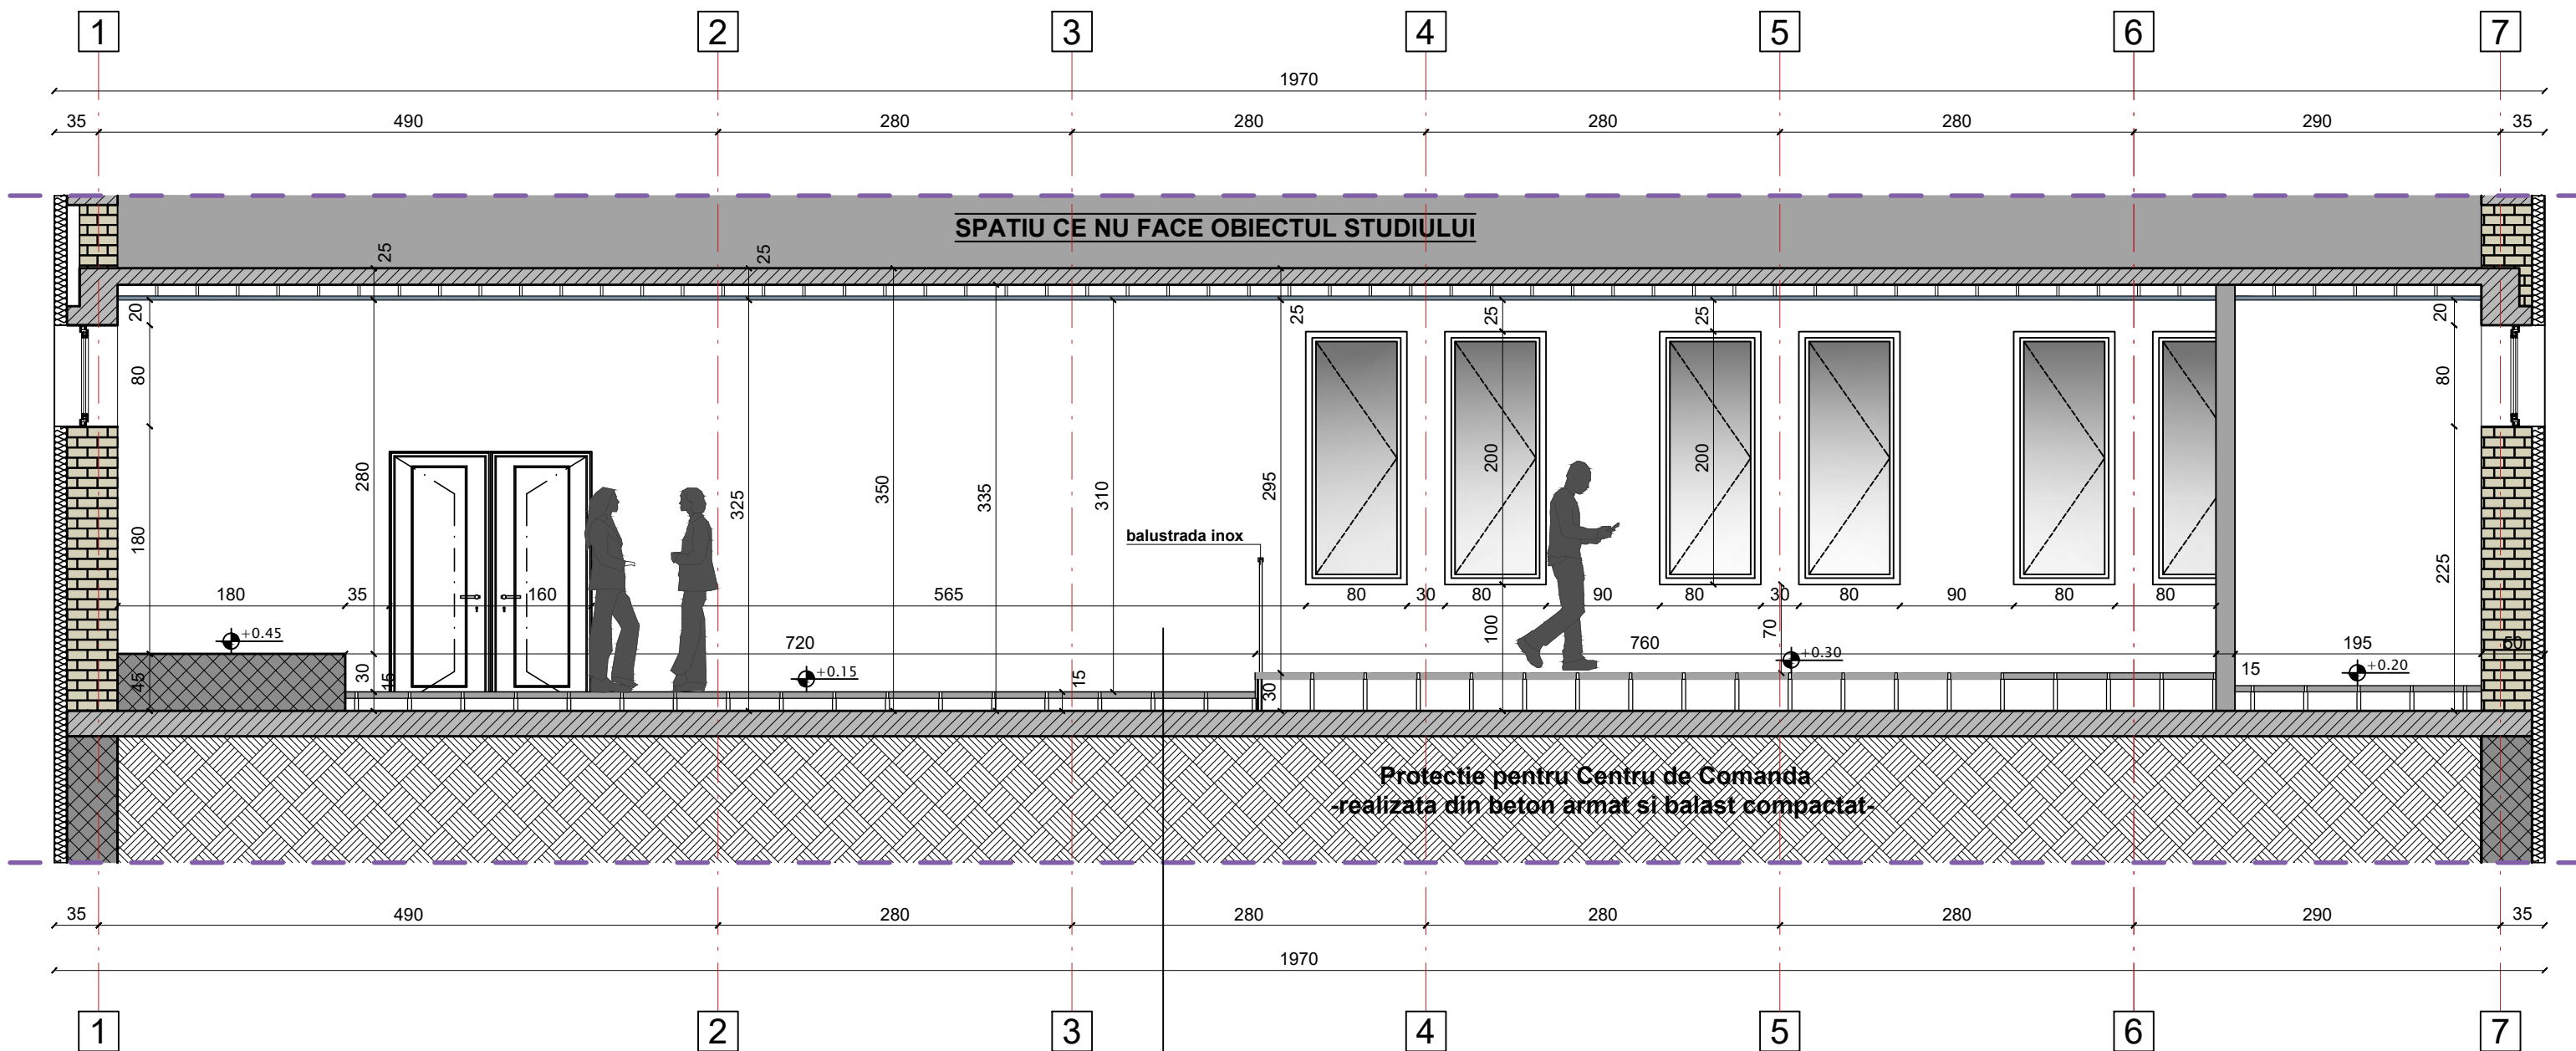 1 2 3 4 5 6 7
1970
35 490 280 280 280 280 290 35
SPATIU CE NU FACE OBIECTUL STUDIULUI
25 25
20 25 25 25 20
80 80
280 325 350 335 310 295 200 200
180 225
balustrada inox
180 35 160 565 80 30 80 90 80 30 80 90 80 80
100 70
+0.45 720 760 195 50
+0.15 +0.30 +0.20
45 30 15 15 30 15
Protectie pentru Centru de Comanda
-realizata din beton armat si balast compactat-
35 490 280 280 280 280 290 35
1970
1 2 3 4 5 6 7